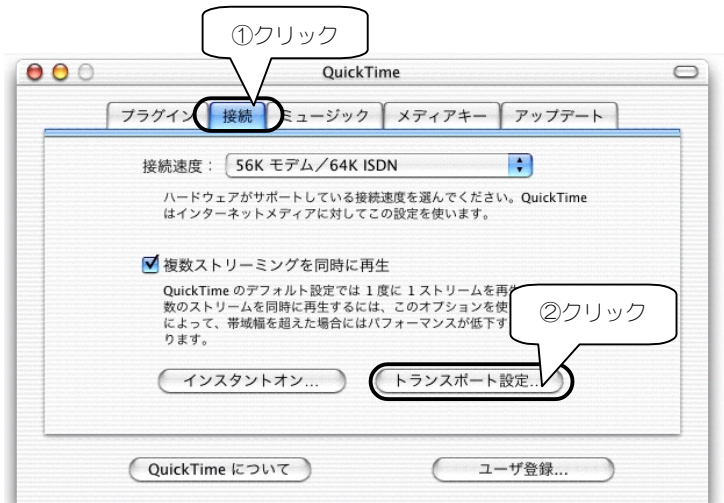 ①クリック
QuickTime
プラグイン 接続 ミュージック メディアキー アップデート
接続速度： 56K モデム／64K ISDN
ハードウェアがサポートしている接続速度を選んでください。QuickTime
はインターネットメディアに対してこの設定を使います。
複数ストリーミングを同時に再生
QuickTime のデフォルト設定では 1 度に 1 ストリームを再
数のストリームを同時に再生するには、このオプションを使
によって、帯域幅を超えた場合にはパフォーマンスが低下す
ります。
②クリック
インスタントオン... トランスポート設定...
QuickTime について ユーザ登録...